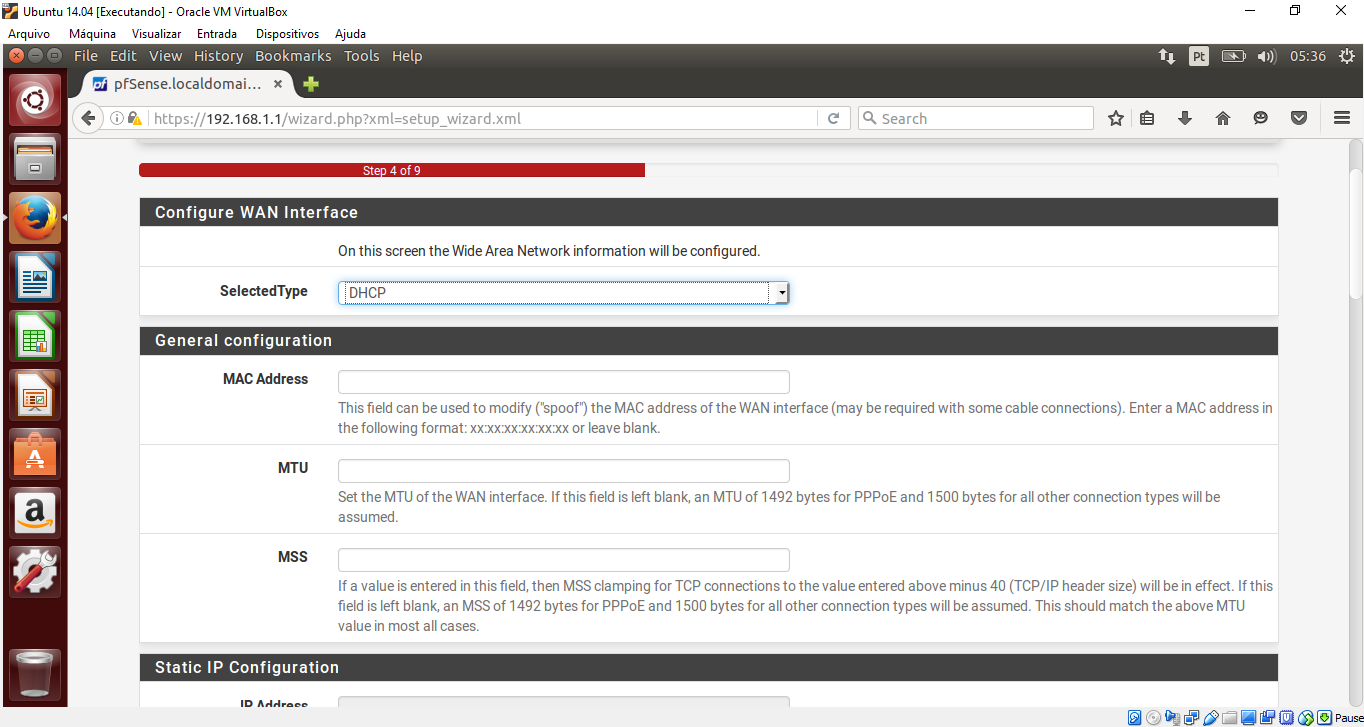 Ubuntu 14.04 [Executando] - Oracle VM VirtualBox
Arquivo Máquina Visualizar Entrada Dispositivos Ajuda
File Edit View History Bookmarks Tools Help
Pt
05:36
pf pfSense.localdomai...
https://192.168.1.1/wizard.php?xml=setup_wizard.xml
Search
Step 4 of 9
Configure WAN Interface
On this screen the Wide Area Network information will be configured.
SelectedType DHCP
General configuration
MAC Address
This field can be used to modify ("spoof") the MAC address of the WAN interface (may be required with some cable connections). Enter a MAC address in
the following format: xx:xx:xx:xx:xx:xx or leave blank.
MTU
Set the MTU of the WAN interface. If this field is left blank, an MTU of 1492 bytes for PPPoE and 1500 bytes for all other connection types will be
assumed.
MSS
If a value is entered in this field, then MSS clamping for TCP connections to the value entered above minus 40 (TCP/IP header size) will be in effect. If this
field is left blank, an MSS of 1492 bytes for PPPoE and 1500 bytes for all other connection types will be assumed. This should match the above MTU
value in most all cases.
Static IP Configuration
IP Address
a
Pause